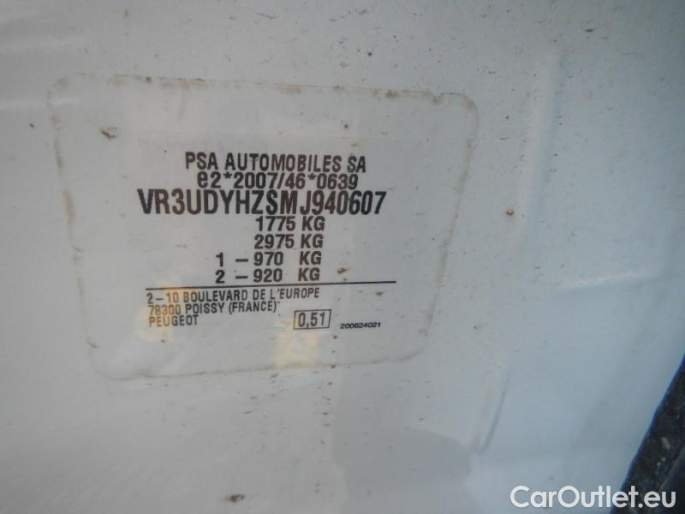 PSA AUTOMOBILES SA
e2*2007/46*0639
VR3UDYHZSMJ940607
1775 KG
2975 KG
1 – 970 KG
2 – 920 KG
2–10 BOULEVARD DE L'EUROPE
78300 POISSY (FRANCE)
PEUGEOT 0,51 200624021
CarOutlet.eu